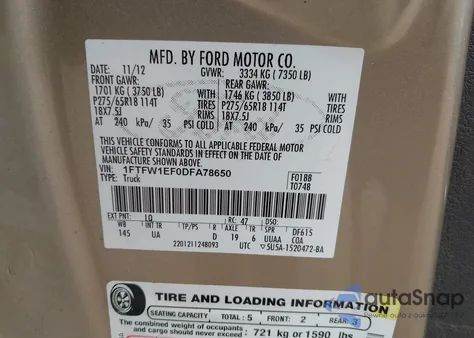 MFD. BY FORD MOTOR CO.
DATE: 11/12 GVWR: 3334 KG ( 7350 LB)
FRONT GAWR: REAR GAWR:
1701 KG ( 3750 LB) 1746 KG ( 3850 LB)
P275/65R18 114T WITH TIRES P275/65R18 114T
18X7.5J RIMS 18X7.5J
AT 240 kPa/ 35 PSI COLD AT 240 kPa/ 35 PSI COLD
THIS VEHICLE CONFORMS TO ALL APPLICABLE FEDERAL MOTOR
VEHICLE SAFETY STANDARDS IN EFFECT ON THE DATE OF
MANUFACTURE SHOWN ABOVE.
VIN: 1FTFW1EF0DFA78650 F0188
TYPE: Truck T0748
EXT PNT: LQ RC: 47 DSO:
WB INT TR TP/PS R AXLE TR SPR DF615
145 UA D 19 6 UUAA COA
2201211248093 UTC 5U5A-1520472-BA
TIRE AND LOADING INFORMATION
SEATING CAPACITY TOTAL: 5 FRONT: 2 REAR: 3
The combined weight of occupants
and cargo should never exceed: 721 kg or 1590 lbs
autoSnap